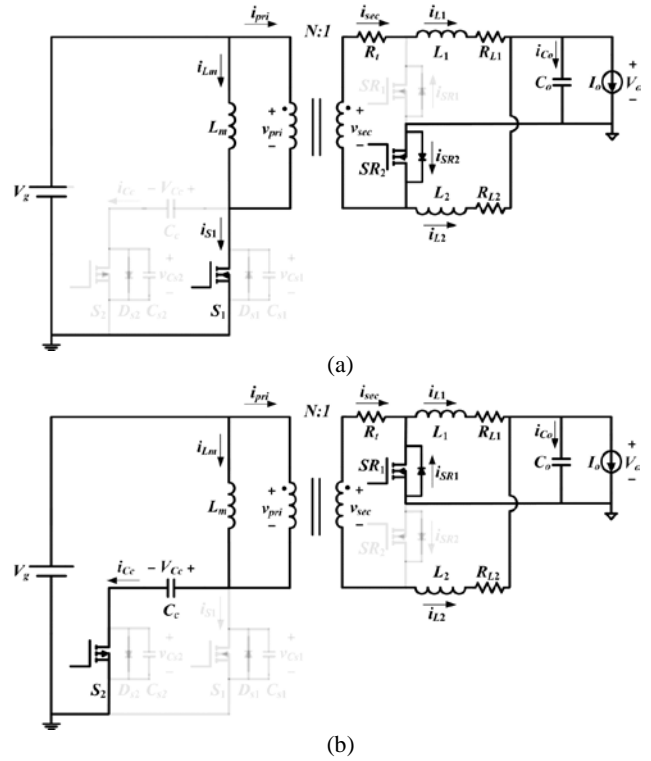 i_pri N:1 i_sec i_L1
R_t L_1 R_L1 i_Co
i_Lm SR_1 i_SR1 C_o I_o + V_o −
L_m + v_pri − + v_sec −
SR_2 i_SR2
V_g i_Cc − V_Cc + L_2 R_L2
C_c i_S1 i_L2
+ v_Cs2 − + v_Cs1 −
S_2 D_s2 C_s2 S_1 D_s1 C_s1
(a)
i_pri N:1 i_sec i_L1
R_t L_1 R_L1 i_Co
i_Lm SR_1 i_SR1 C_o I_o + V_o −
L_m + v_pri − + v_sec −
SR_2 i_SR2
V_g i_Cc − V_Cc + L_2 R_L2
C_c i_S1 i_L2
+ v_Cs2 − + v_Cs1 −
S_2 D_s2 C_s2 S_1 D_s1 C_s1
(b)